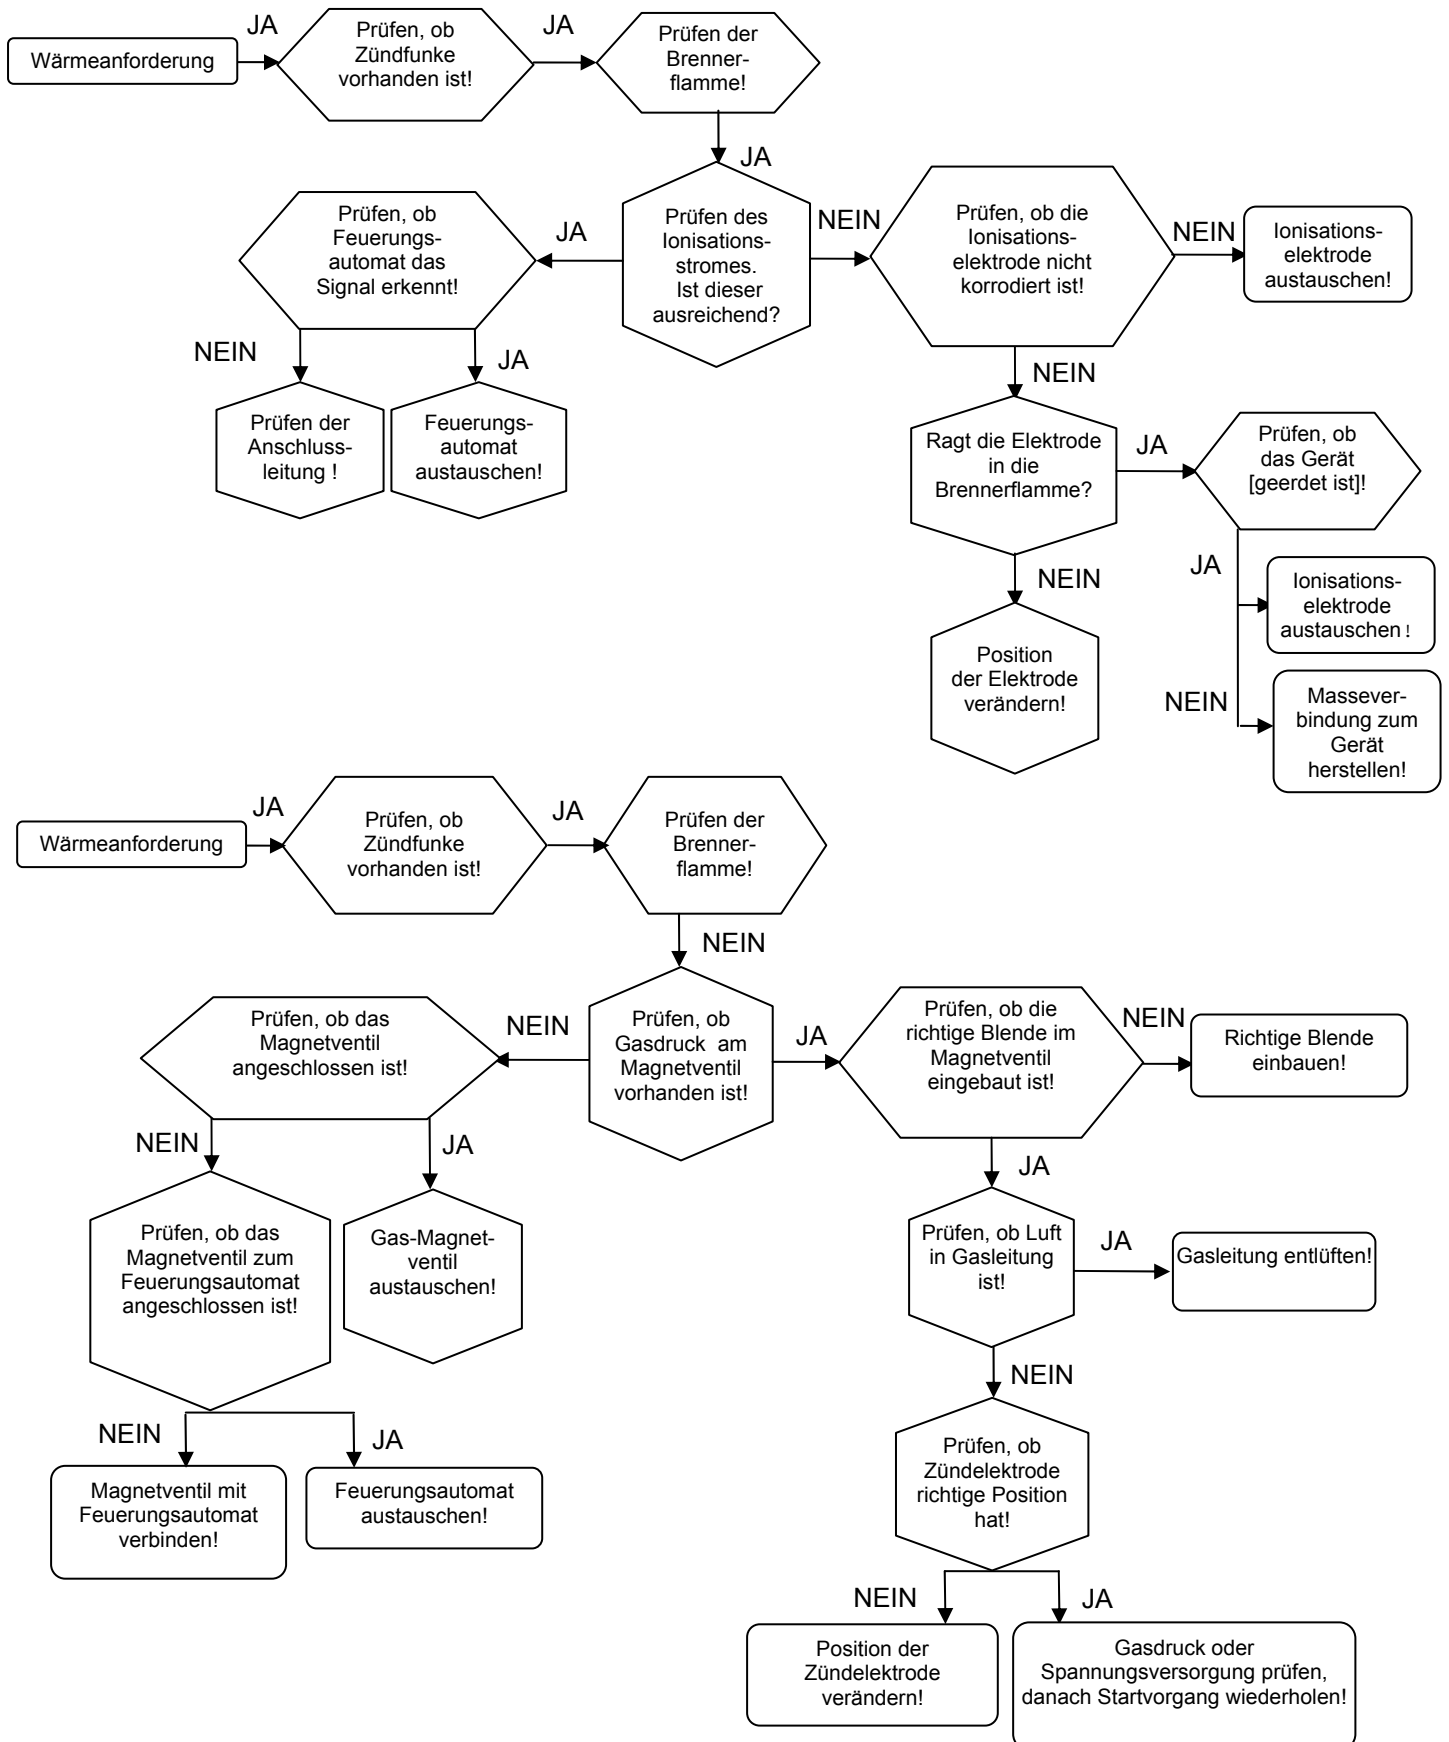 Wärmeanforderung
JA
Prüfen, ob
Zündfunke
vorhanden ist!
JA
Prüfen der
Brenner-
flamme!
JA
Prüfen des
Ionisations-
stromes.
Ist dieser
ausreichend?
JA
Prüfen, ob
Feuerungs-
automat das
Signal erkennt!
NEIN
Prüfen der
Anschluss-
leitung !
JA
Feuerungs-
automat
austauschen!
NEIN
Prüfen, ob die
Ionisations-
elektrode nicht
korrodiert ist!
NEIN
Ionisations-
elektrode
austauschen!
NEIN
Ragt die Elektrode
in die
Brennerflamme?
JA
Prüfen, ob
das Gerät
[geerdet ist]!
JA
Ionisations-
elektrode
austauschen !
NEIN
Massever-
bindung zum
Gerät
herstellen!
NEIN
Position
der Elektrode
verändern!
Wärmeanforderung
JA
Prüfen, ob
Zündfunke
vorhanden ist!
JA
Prüfen der
Brenner-
flamme!
NEIN
Prüfen, ob
Gasdruck am
Magnetventil
vorhanden ist!
NEIN
Prüfen, ob das
Magnetventil
angeschlossen ist!
NEIN
Prüfen, ob das
Magnetventil zum
Feuerungsautomat
angeschlossen ist!
JA
Gas-Magnet-
ventil
austauschen!
NEIN
Magnetventil mit
Feuerungsautomat
verbinden!
JA
Feuerungsautomat
austauschen!
JA
Prüfen, ob die
richtige Blende im
Magnetventil
eingebaut ist!
NEIN
Richtige Blende
einbauen!
JA
Prüfen, ob Luft
in Gasleitung
ist!
JA
Gasleitung entlüften!
NEIN
Prüfen, ob
Zündelektrode
richtige Position
hat!
NEIN
Position der
Zündelektrode
verändern!
JA
Gasdruck oder
Spannungsversorgung prüfen,
danach Startvorgang wiederholen!